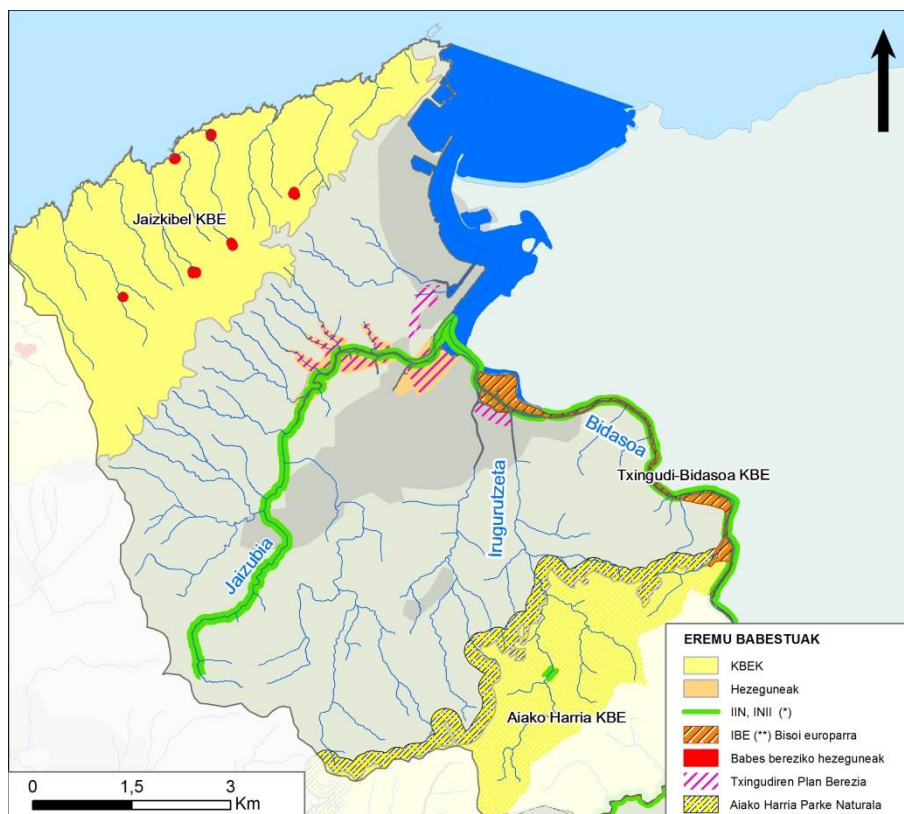 Jaizkibel KBE
Bidasoa
Txingudi-Bidasoa KBE
Irugurutzeta
Jaizubia
Aiako Harria KBE
EREMU BABESTUAK
KBEK
Hezeguneak
IIN, INII (*)
IBE (**) Bisoi europarra
Babes bereziko hezeguneak
Txingudiren Plan Berezia
Aiako Harria Parke Naturala
0 1,5 3
Km